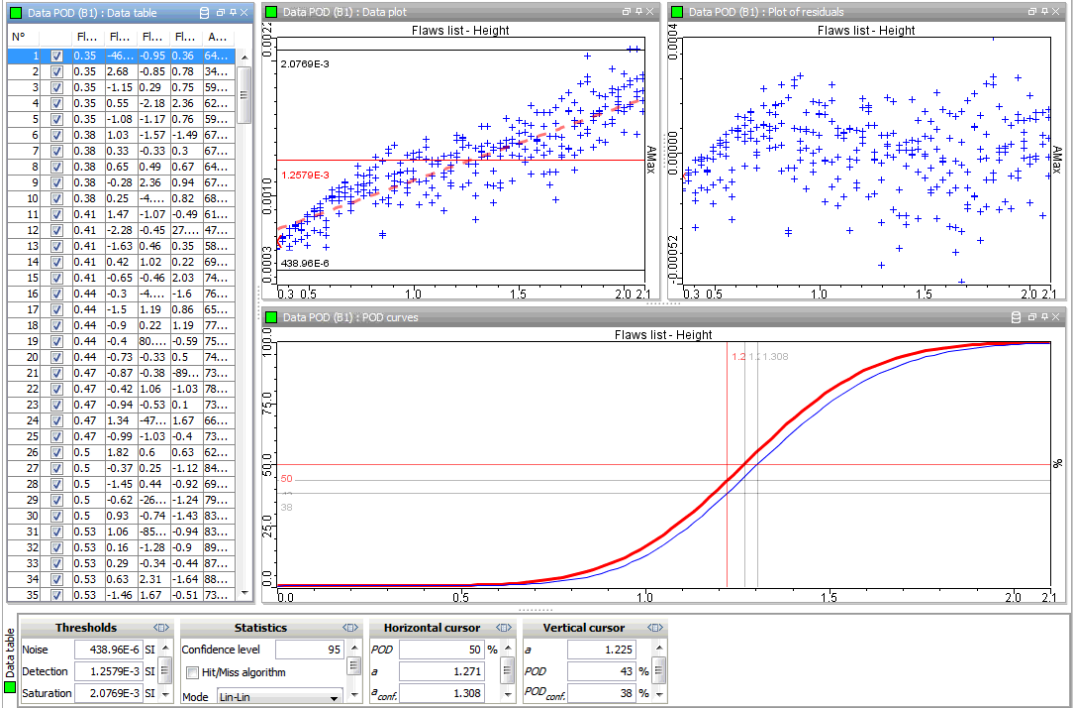 Data POD (B1) : Data table
N° Fl... Fl... Fl... Fl... A...
1 0.35 -46... -0.95 0.36 64...
2 0.35 2.68 -0.85 0.78 34...
3 0.35 -1.15 0.29 0.75 59...
4 0.35 0.55 -2.18 2.36 62...
5 0.35 -1.08 -1.17 0.76 59...
6 0.38 1.03 -1.57 -1.49 67...
7 0.38 0.33 -0.33 0.3 67...
8 0.38 0.65 0.49 0.67 64...
9 0.38 -0.28 2.36 0.94 67...
10 0.38 0.25 -4.... 0.82 68...
11 0.41 1.47 -1.07 -0.49 61...
12 0.41 -2.28 -0.45 27.... 47...
13 0.41 -1.63 0.46 0.35 58...
14 0.41 0.42 1.02 0.22 69...
15 0.41 -0.65 -0.46 2.03 74...
16 0.44 -0.3 -4.... -1.6 76...
17 0.44 -1.5 1.19 0.86 65...
18 0.44 -0.9 0.22 1.19 77...
19 0.44 -0.4 80.... -0.59 75...
20 0.44 -0.73 -0.33 0.5 74...
21 0.47 -0.87 -0.38 -89... 73...
22 0.47 -0.42 1.06 -1.03 78...
23 0.47 -0.94 -0.53 0.1 73...
24 0.47 1.34 -47... 1.67 66...
25 0.47 -0.99 -1.03 -0.4 73...
26 0.5 1.82 0.6 0.63 62...
27 0.5 -0.37 0.25 -1.12 84...
28 0.5 -1.45 0.44 -0.92 69...
29 0.5 -0.62 -26... -1.24 79...
30 0.5 0.93 -0.74 -1.43 83...
31 0.53 1.06 -85... -0.94 83...
32 0.53 0.16 -1.28 -0.9 89...
33 0.53 0.29 -0.34 -0.44 87...
34 0.53 0.63 2.31 -1.64 88...
35 0.53 -1.46 1.67 -0.51 73...
Data POD (B1) : Data plot
Flaws list - Height
0.0022
2.0769E-3
1.2579E-3
0.0010
0.0003
438.96E-6
AMax
0.3 0.5 1.0 1.5 2.0 2.1
Data POD (B1) : Plot of residuals
Flaws list - Height
0.0004
0.0000
0.00052
AMax
0.3 0.5 1.0 1.5 2.0 2.1
Data POD (B1) : POD curves
Flaws list - Height
100.0
75.0
50.0
25.0
0.0
1.308
50
38
%
0.0 0.5 1.0 1.5 2.0 2.1
Data table
Thresholds
Noise 438.96E-6 SI
Detection 1.2579E-3 SI
Saturation 2.0769E-3 SI
Statistics
Confidence level 95
Hit/Miss algorithm
Mode Lin-Lin
Horizontal cursor
POD 50 %
a 1.271
a conf. 1.308
Vertical cursor
a 1.225
POD 43 %
POD conf. 38 %